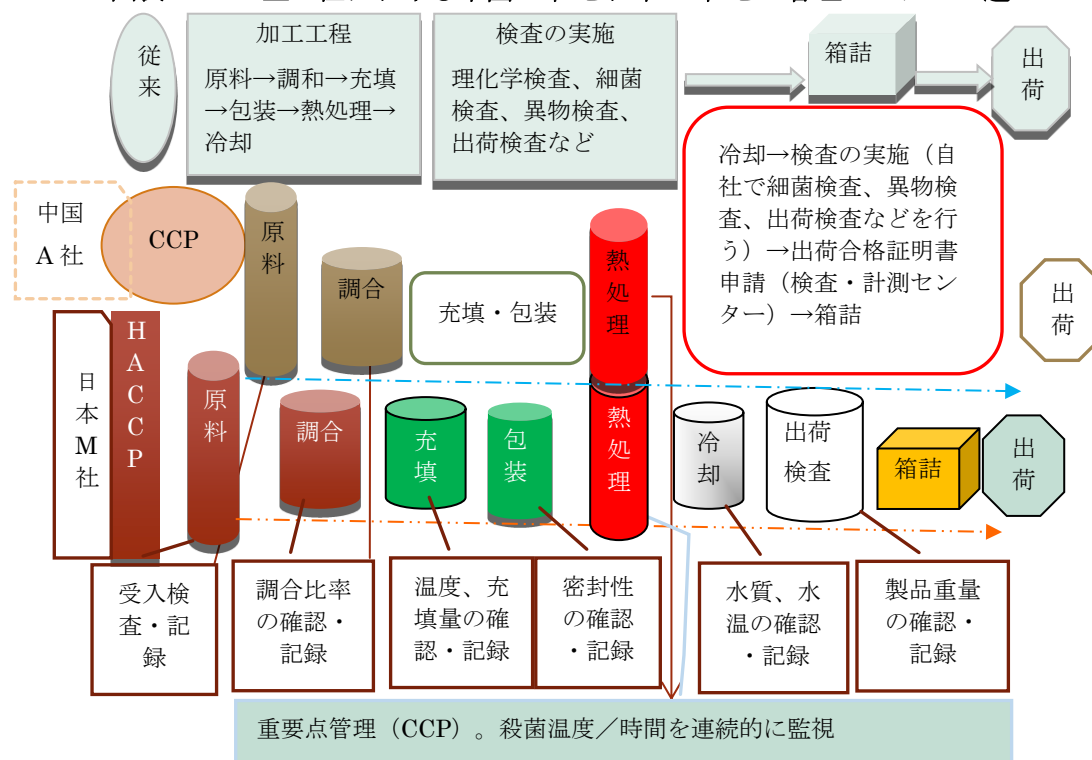 従
来
加工工程
原料→調和→充填
→包装→熱処理→
冷却
検査の実施
理化学検査、細菌
検査、異物検査、
出荷検査など
箱詰
出
荷
中国
A 社
CCP
原
料
調合
充填・包装
熱
処
理
冷却→検査の実施（自
社で細菌検査、異物検
査、出荷検査などを行
う）→出荷合格証明書
申請（検査・計測セン
ター）→箱詰
出
荷
日
本
M
社
H
A
C
C
P
原
料
調合
充
填
包
装
熱
処
理
冷
却
出荷
検査
箱詰
出
荷
受入検
査・記
録
調合比率
の確認・
記録
温度、充
填量の確
認・記録
密封性
の確認
・記録
水質、水
温の確認
・記録
製品重量
の確認・
記録
重要点管理（CCP）。殺菌温度／時間を連続的に監視